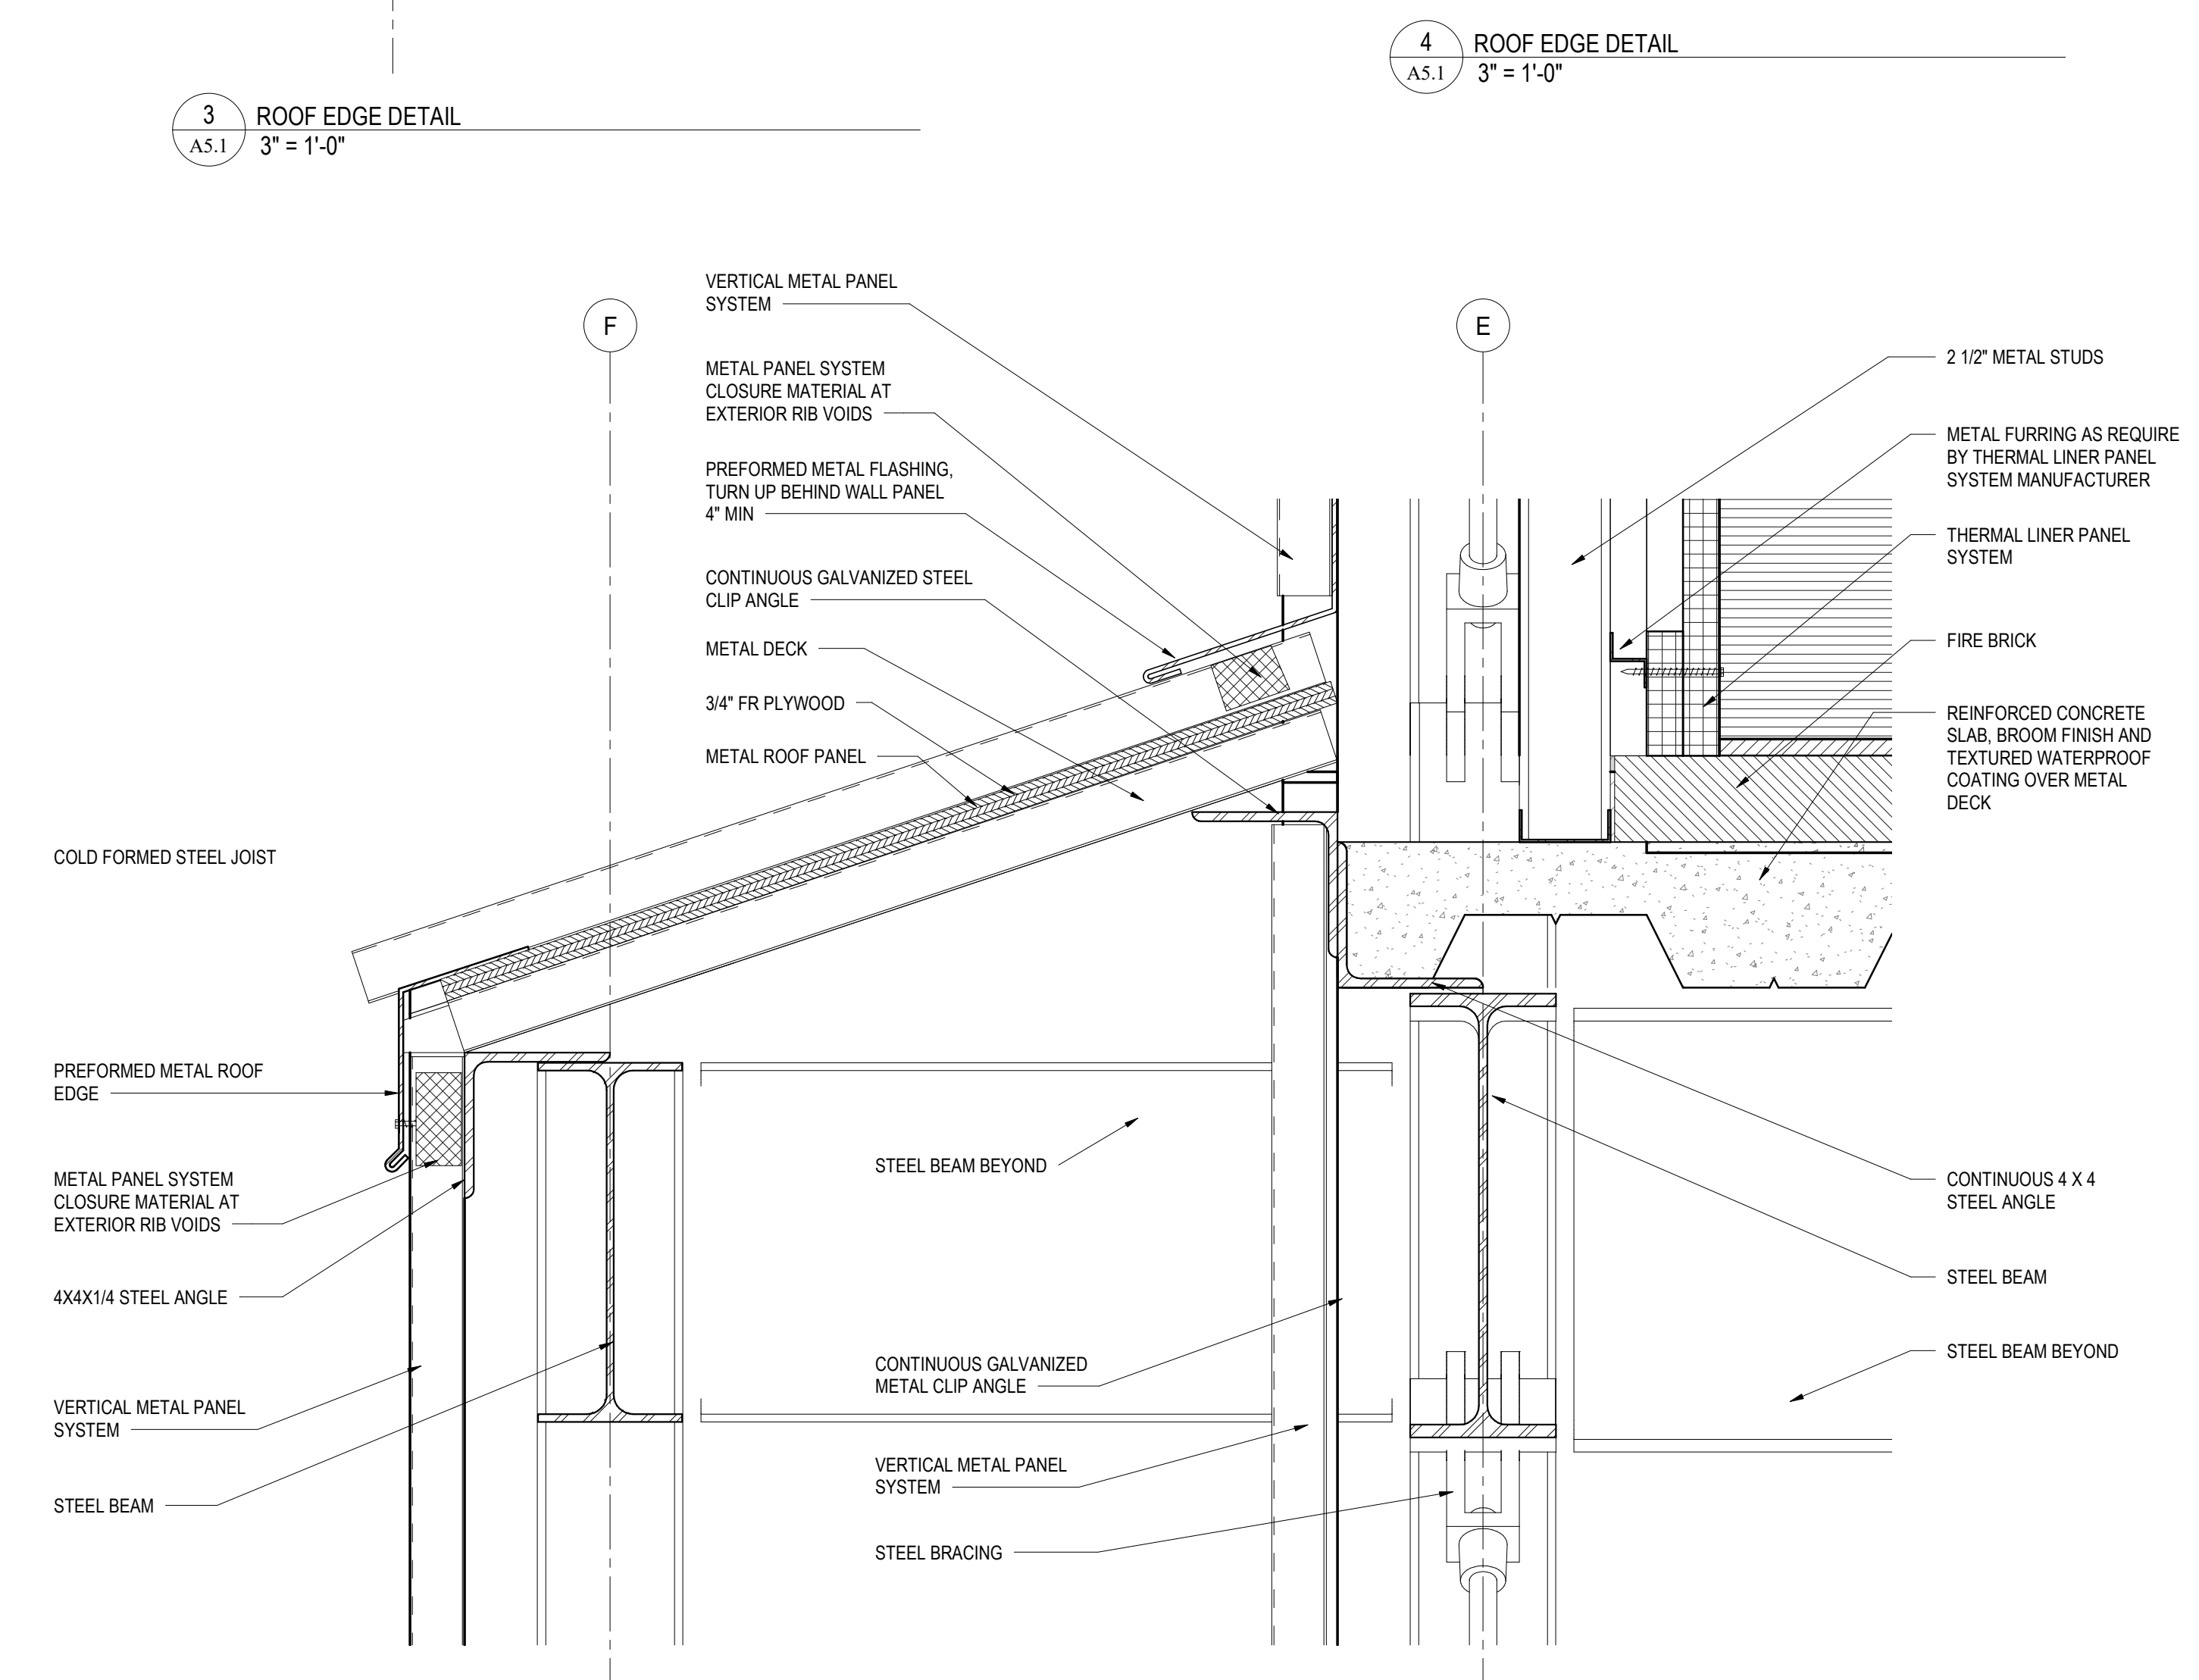 4
A5.1
ROOF EDGE DETAIL
3" = 1'-0"
3
A5.1
ROOF EDGE DETAIL
3" = 1'-0"
F
E
VERTICAL METAL PANEL
SYSTEM
METAL PANEL SYSTEM
CLOSURE MATERIAL AT
EXTERIOR RIB VOIDS
PREFORMED METAL FLASHING,
TURN UP BEHIND WALL PANEL
4" MIN
CONTINUOUS GALVANIZED STEEL
CLIP ANGLE
METAL DECK
3/4" FR PLYWOOD
METAL ROOF PANEL
2 1/2" METAL STUDS
METAL FURRING AS REQUIRE
BY THERMAL LINER PANEL
SYSTEM MANUFACTURER
THERMAL LINER PANEL
SYSTEM
FIRE BRICK
REINFORCED CONCRETE
SLAB, BROOM FINISH AND
TEXTURED WATERPROOF
COATING OVER METAL
DECK
COLD FORMED STEEL JOIST
PREFORMED METAL ROOF
EDGE
METAL PANEL SYSTEM
CLOSURE MATERIAL AT
EXTERIOR RIB VOIDS
4X4X1/4 STEEL ANGLE
VERTICAL METAL PANEL
SYSTEM
STEEL BEAM
STEEL BEAM BEYOND
CONTINUOUS GALVANIZED
METAL CLIP ANGLE
VERTICAL METAL PANEL
SYSTEM
STEEL BRACING
CONTINUOUS 4 X 4
STEEL ANGLE
STEEL BEAM
STEEL BEAM BEYOND